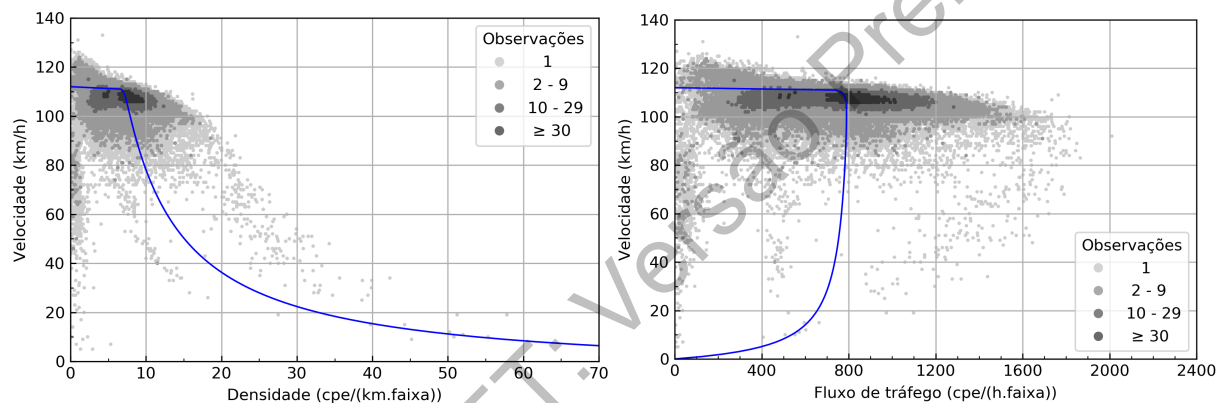 140
120
100
80
60
40
20
0
Velocidade (km/h)
Observações
1
2 - 9
10 - 29
≥ 30
0 10 20 30 40 50 60 70
Densidade (cpe/(km.faixa))
140
120
100
80
60
40
20
0
Velocidade (km/h)
Observações
1
2 - 9
10 - 29
≥ 30
0 400 800 1200 1600 2000 2400
Fluxo de tráfego (cpe/(h.faixa))
T: Versão Pre